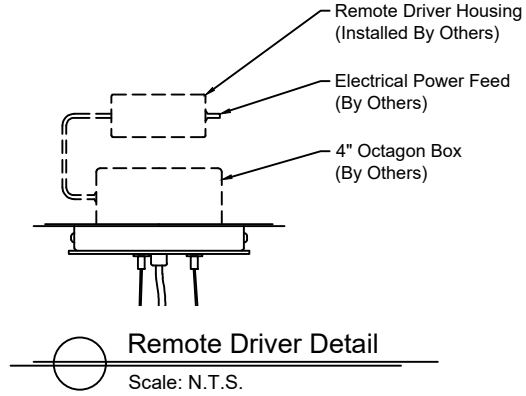 Remote Driver Housing
(Installed By Others)
Electrical Power Feed
(By Others)
4" Octagon Box
(By Others)
Remote Driver Detail
Scale: N.T.S.